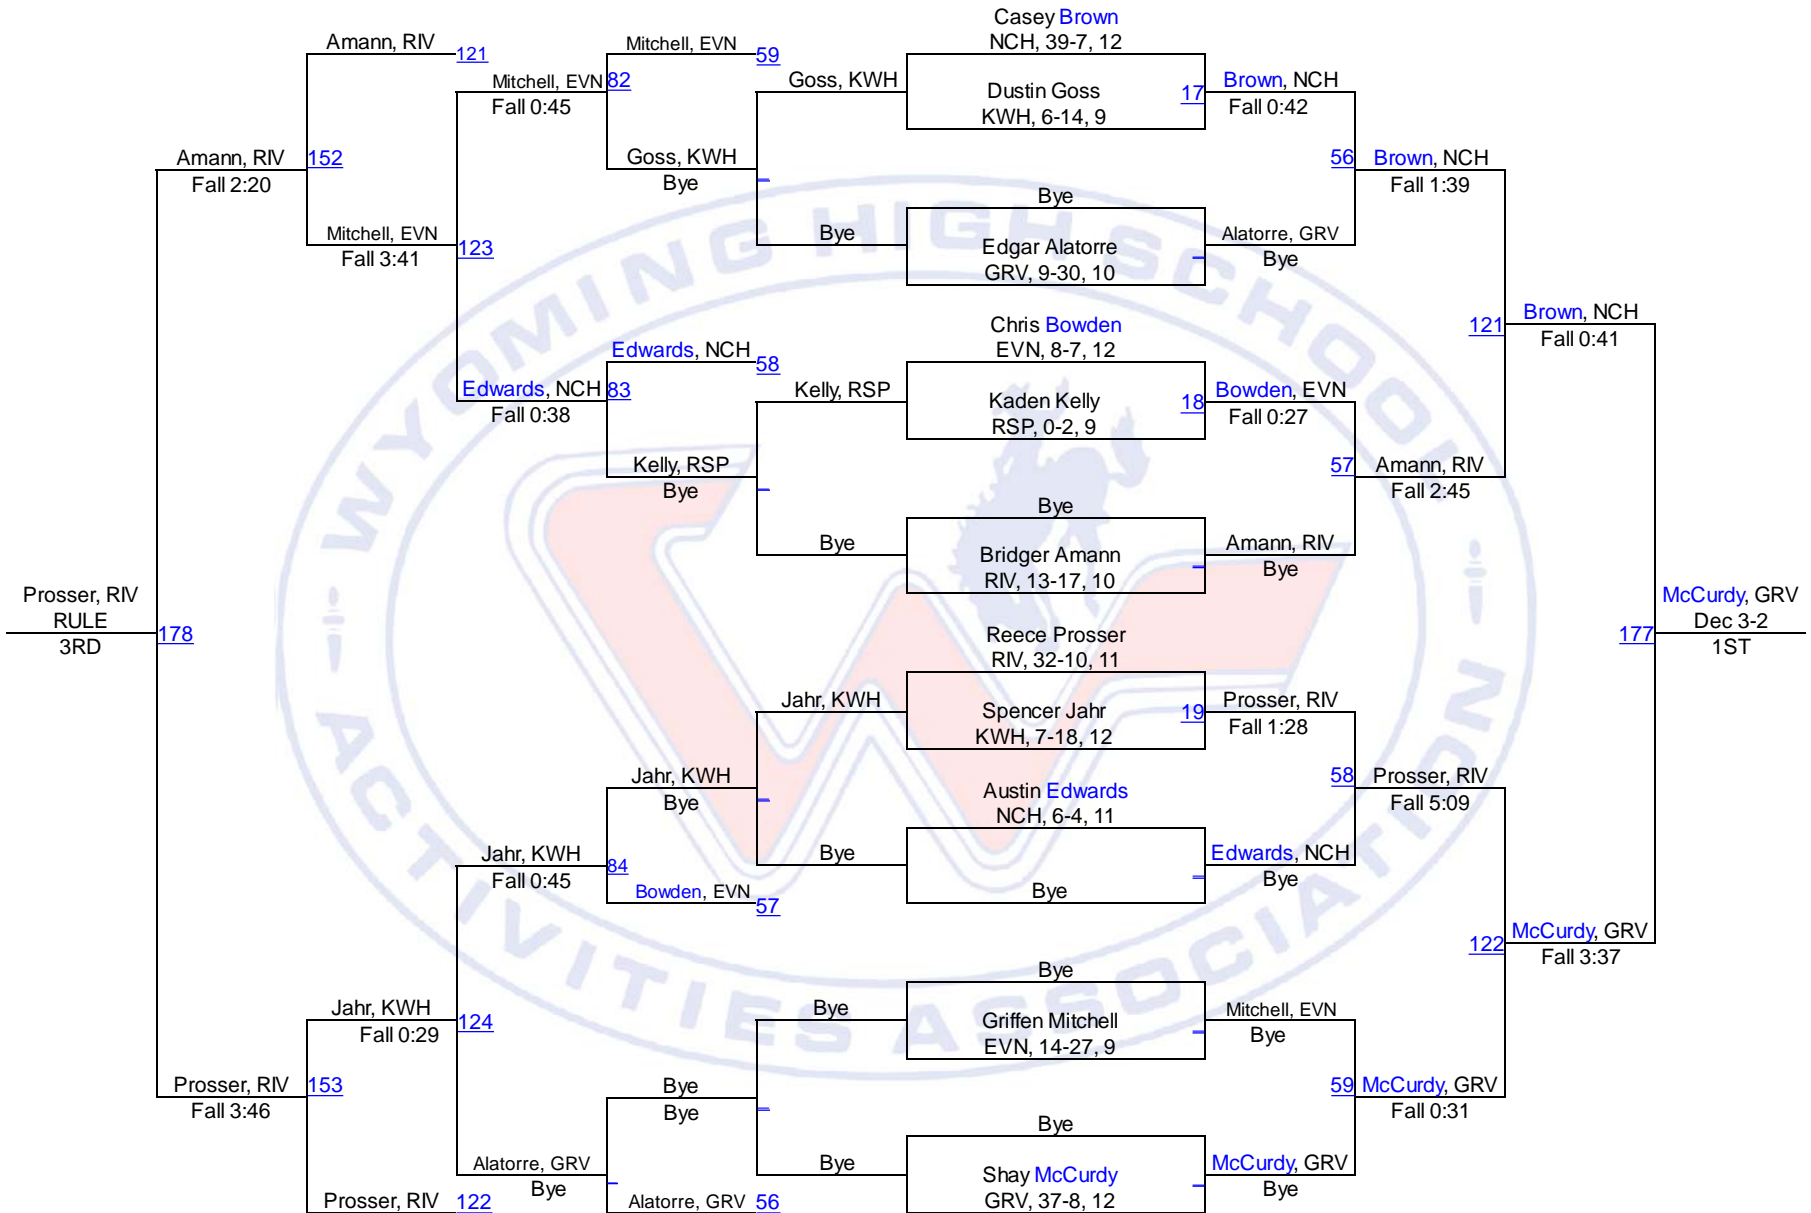 Casey Brown
Amann, RIV
121
Mitchell, EVN
59
NCH, 39-7, 12
Mitchell, EVN
82
Fall 0:45
Goss, KWH
Dustin Goss
KWH, 6-14, 9
17
Brown, NCH
Fall 0:42
Amann, RIV
Fall 2:20
152
Goss, KWH
Bye
56
Brown, NCH
Fall 1:39
Mitchell, EVN
Fall 3:41
123
Bye
Bye
Edgar Alatorre
GRV, 9-30, 10
Alatorre, GRV
Bye
121
Brown, NCH
Fall 0:41
Chris Bowden
EVN, 8-7, 12
Edwards, NCH
58
Edwards, NCH
83
Fall 0:38
Kelly, RSP
Kaden Kelly
RSP, 0-2, 9
18
Bowden, EVN
Fall 0:27
Kelly, RSP
Bye
57
Amann, RIV
Fall 2:45
Bye
Bye
Bridger Amann
RIV, 13-17, 10
Amann, RIV
Bye
Prosser, RIV
RULE
3RD
178
177
McCurdy, GRV
Dec 3-2
1ST
Reece Prosser
RIV, 32-10, 11
Jahr, KWH
Spencer Jahr
KWH, 7-18, 12
19
Prosser, RIV
Fall 1:28
Jahr, KWH
Bye
Austin Edwards
NCH, 6-4, 11
58
Prosser, RIV
Fall 5:09
Jahr, KWH
Fall 0:45
84
Bye
Edwards, NCH
Bye
Bowden, EVN
57
Bye
122
McCurdy, GRV
Fall 3:37
Bye
Jahr, KWH
Fall 0:29
124
Bye
Griffen Mitchell
EVN, 14-27, 9
Mitchell, EVN
Bye
Prosser, RIV
Fall 3:46
153
Bye
Bye
59
McCurdy, GRV
Fall 0:31
Bye
Alatorre, GRV
Bye
Bye
Shay McCurdy
GRV, 37-8, 12
McCurdy, GRV
Bye
Prosser, RIV
122
Alatorre, GRV
56
WYOMING HIGH SCHOOL
ACTIVITIES ASSOCIATION